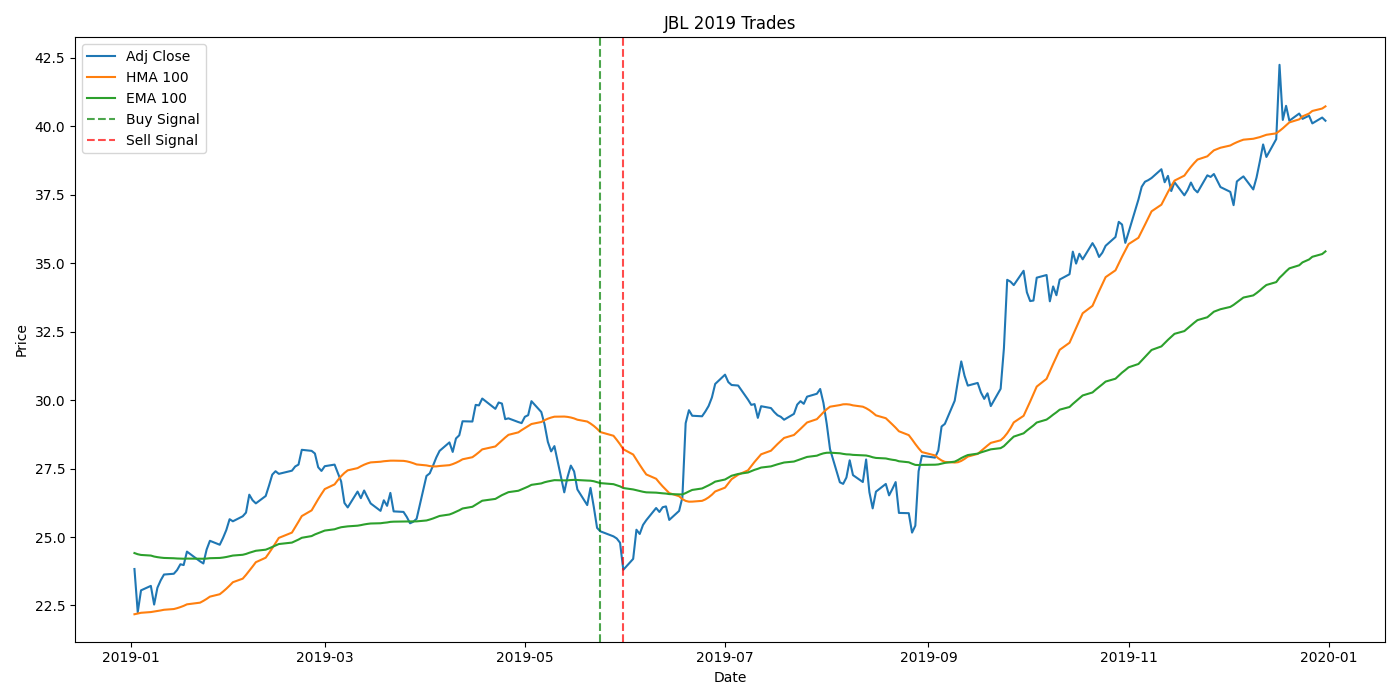 JBL 2019 Trades
Adj Close
HMA 100
EMA 100
Buy Signal
Sell Signal
42.5
40.0
37.5
35.0
32.5
30.0
27.5
25.0
22.5
Price
2019-01
2019-03
2019-05
2019-07
2019-09
2019-11
2020-01
Date